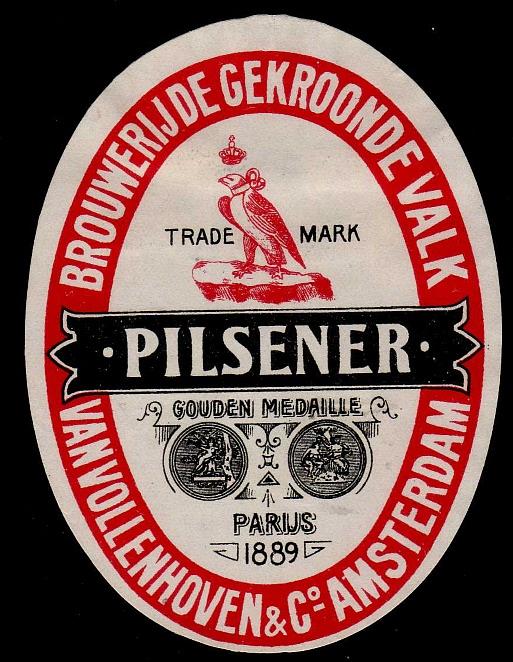 BROUWERIJ DE GEKROONDE VALK
TRADE MARK
· PILSENER ·
GOUDEN MEDAILLE
PARIJS
1889
VAN VOLLENHOVEN & Cº AMSTERDAM